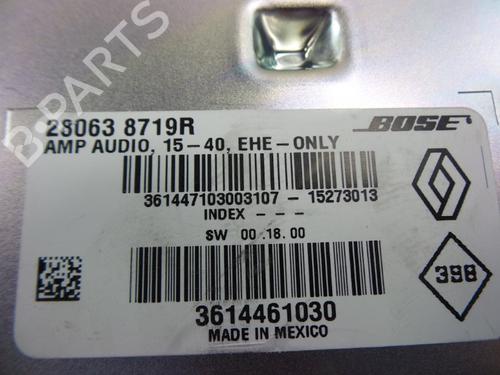 28063 8719R
BOSE
AMP AUDIO, 15-40, EHE-ONLY
361447103003107 - 15273013
INDEX - - -
SW 00.18.00
398
3614461030
MADE IN MEXICO
B-PARTS